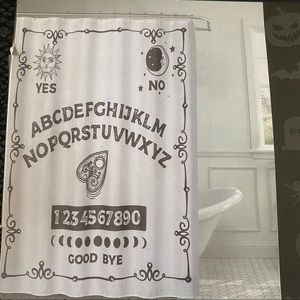 YES NO
ABCDEFGHIJKLM
NOPQRSTUVWXYZ
1234567890
GOOD BYE